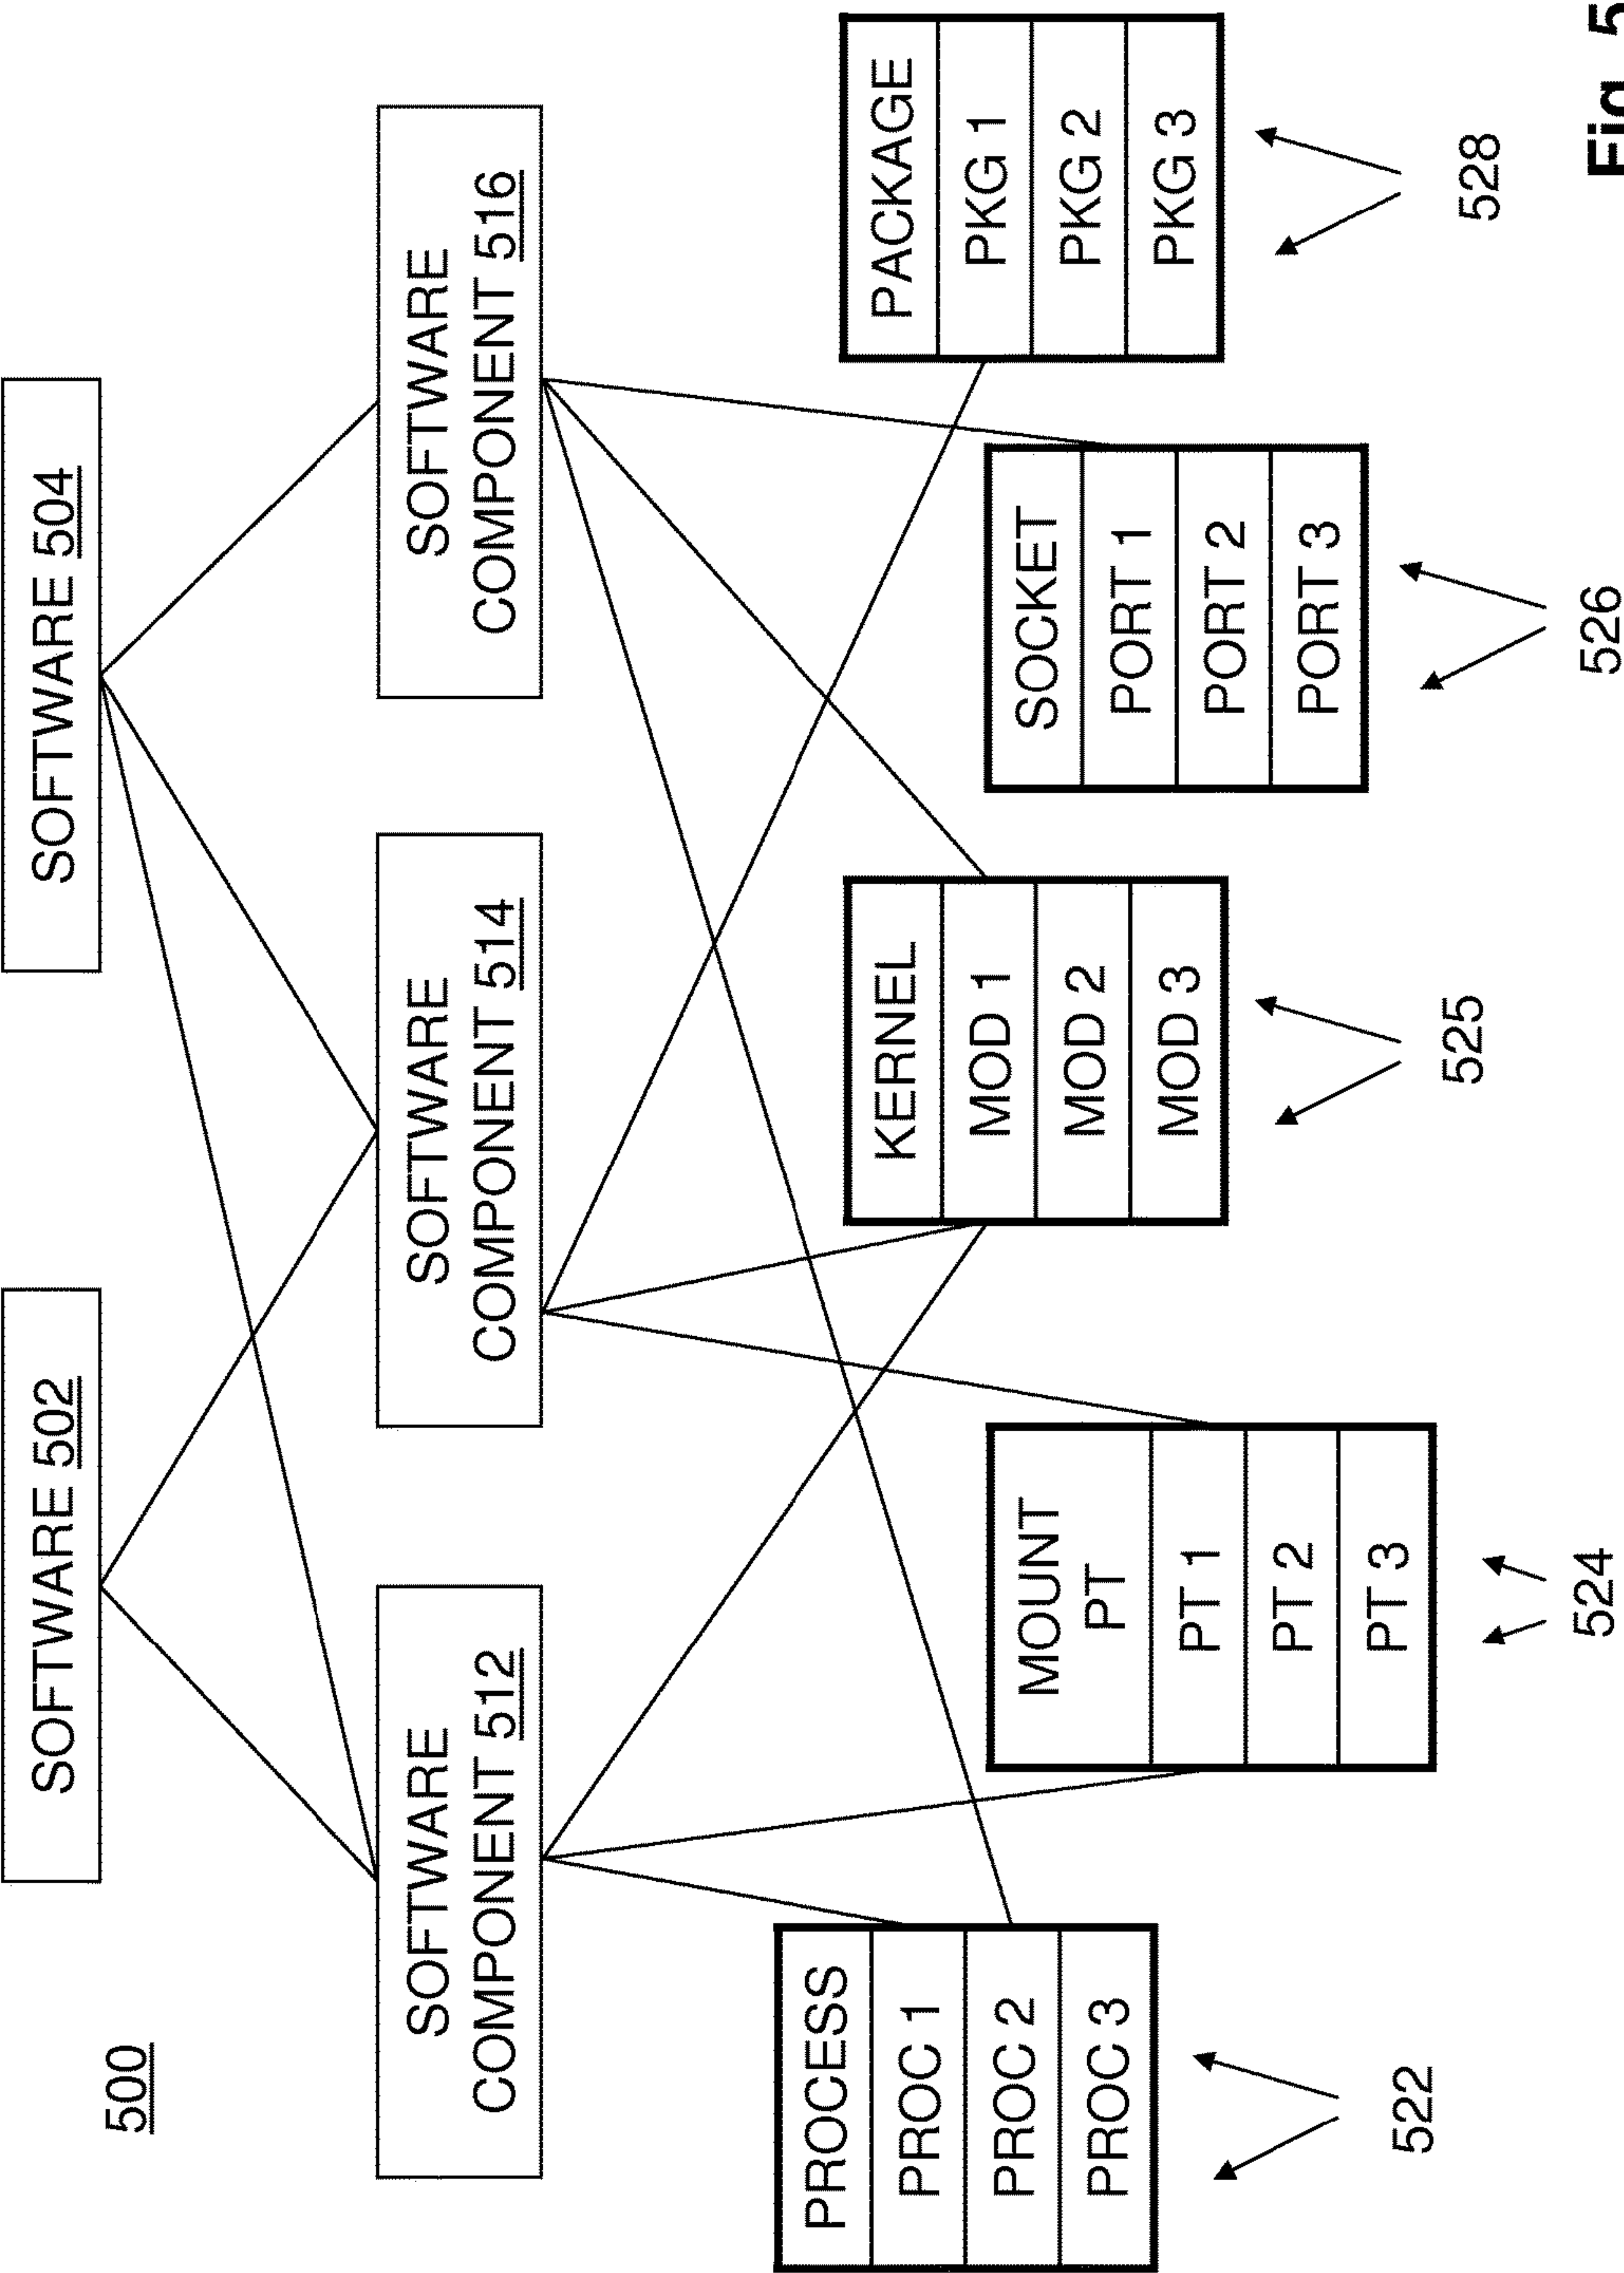 500
SOFTWARE 502
SOFTWARE 504
SOFTWARE
COMPONENT 512
SOFTWARE
COMPONENT 514
SOFTWARE
COMPONENT 516
PROCESS
PROC 1
PROC 2
PROC 3
522
MOUNT
PT
PT 1
PT 2
PT 3
524
KERNEL
MOD 1
MOD 2
MOD 3
525
SOCKET
PORT 1
PORT 2
PORT 3
526
PACKAGE
PKG 1
PKG 2
PKG 3
528
Fig. 5